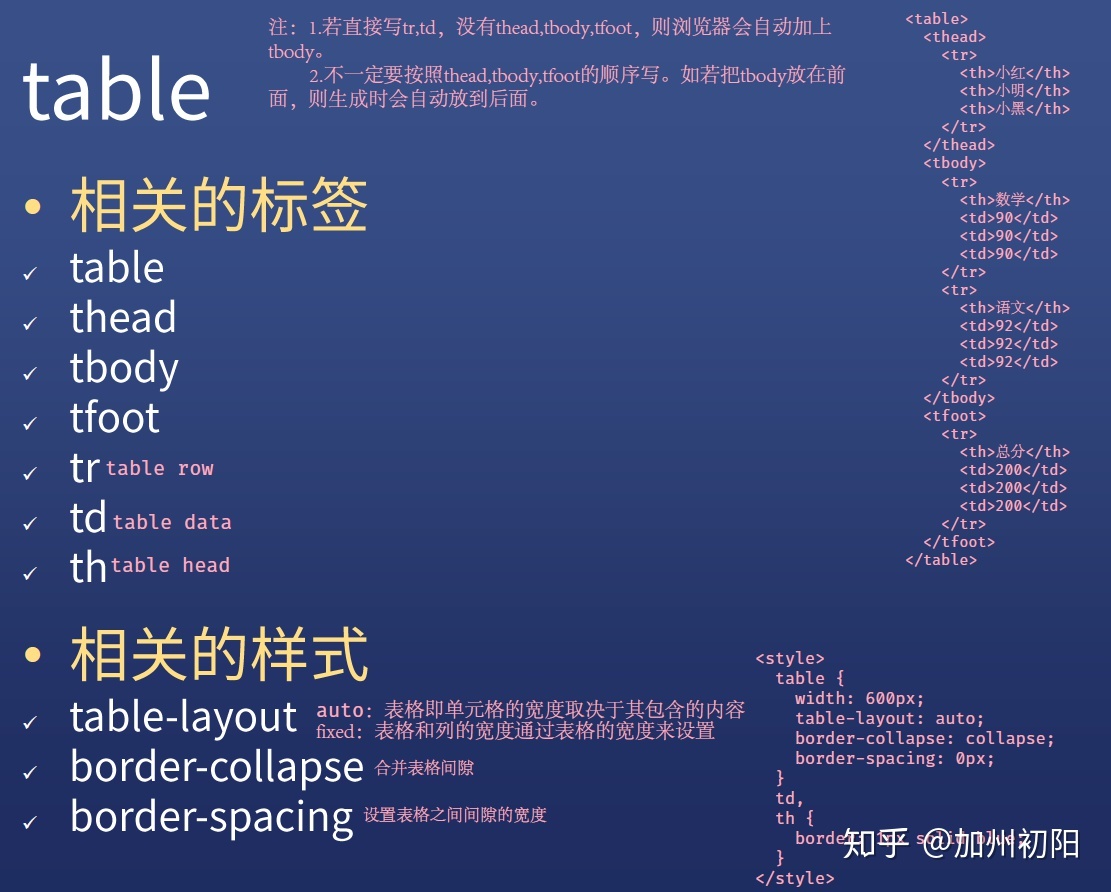 table
注：1.若直接写tr,td，没有thead,tbody,tfoot，则浏览器会自动加上
tbody。
2.不一定要按照thead,tbody,tfoot的顺序写。如若把tbody放在前
面，则生成时会自动放到后面。
• 相关的标签
✓ table
✓ thead
✓ tbody
✓ tfoot
✓ tr table row
✓ td table data
✓ th table head
• 相关的样式
✓ table-layout auto：表格即单元格的宽度取决于其包含的内容
fixed：表格和列的宽度通过表格的宽度来设置
✓ border-collapse 合并表格间隙
✓ border-spacing 设置表格之间间隙的宽度
<table>
<thead>
<tr>
<th>小红</th>
<th>小明</th>
<th>小黑</th>
</tr>
</thead>
<tbody>
<tr>
<th>数学</th>
<td>90</td>
<td>90</td>
<td>90</td>
</tr>
<tr>
<th>语文</th>
<td>92</td>
<td>92</td>
<td>92</td>
</tr>
</tbody>
<tfoot>
<tr>
<th>总分</th>
<td>200</td>
<td>200</td>
<td>200</td>
</tr>
</tfoot>
</table>
<style>
table {
width: 600px;
table-layout: auto;
border-collapse: collapse;
border-spacing: 0px;
}
td,
th {
border: 1px solid blue;
}
</style>
知乎 @加州初阳